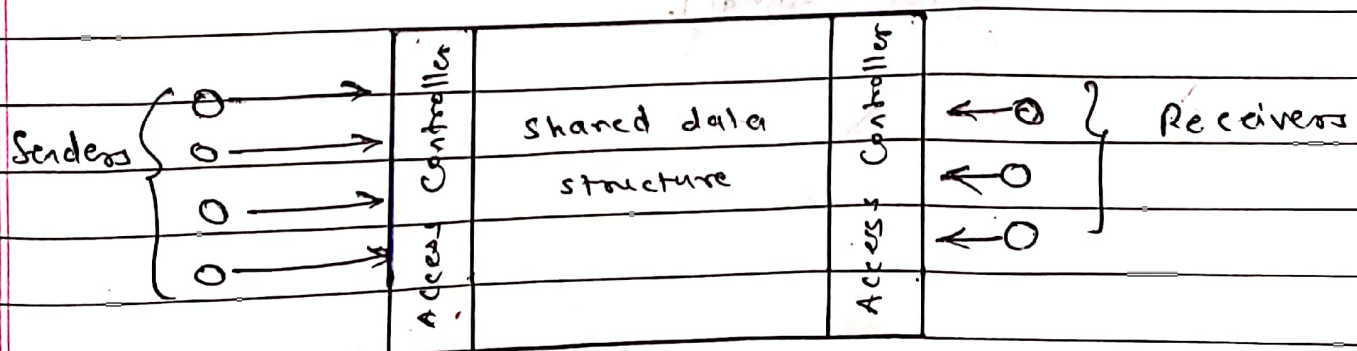 Senders
Access Controller
shared data
structure
Access Controller
Receivers